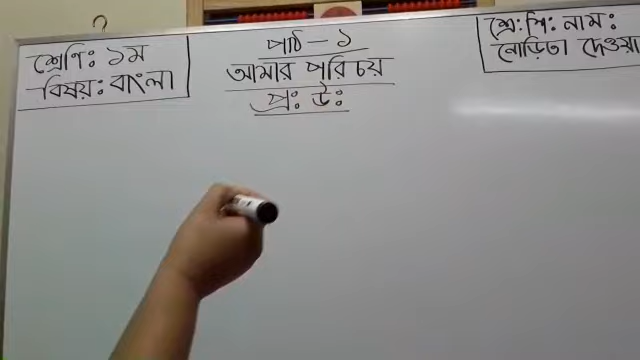 শ্রেণি: ১ম
বিষয়: বাংলা
পাঠ - ১
আমার পরিচয়
প্র: উ:
শ্রে: শি: নাম:
নোড়িতা দেওয়া